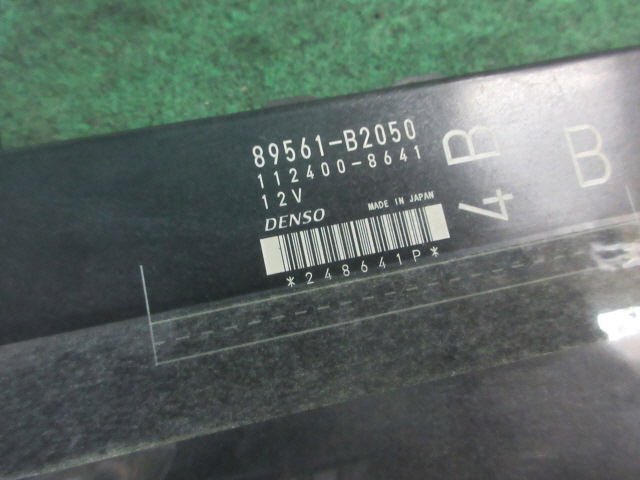 89561-B2050
112400-8641
12V
DENSO MADE IN JAPAN
*248641P*
4B
B